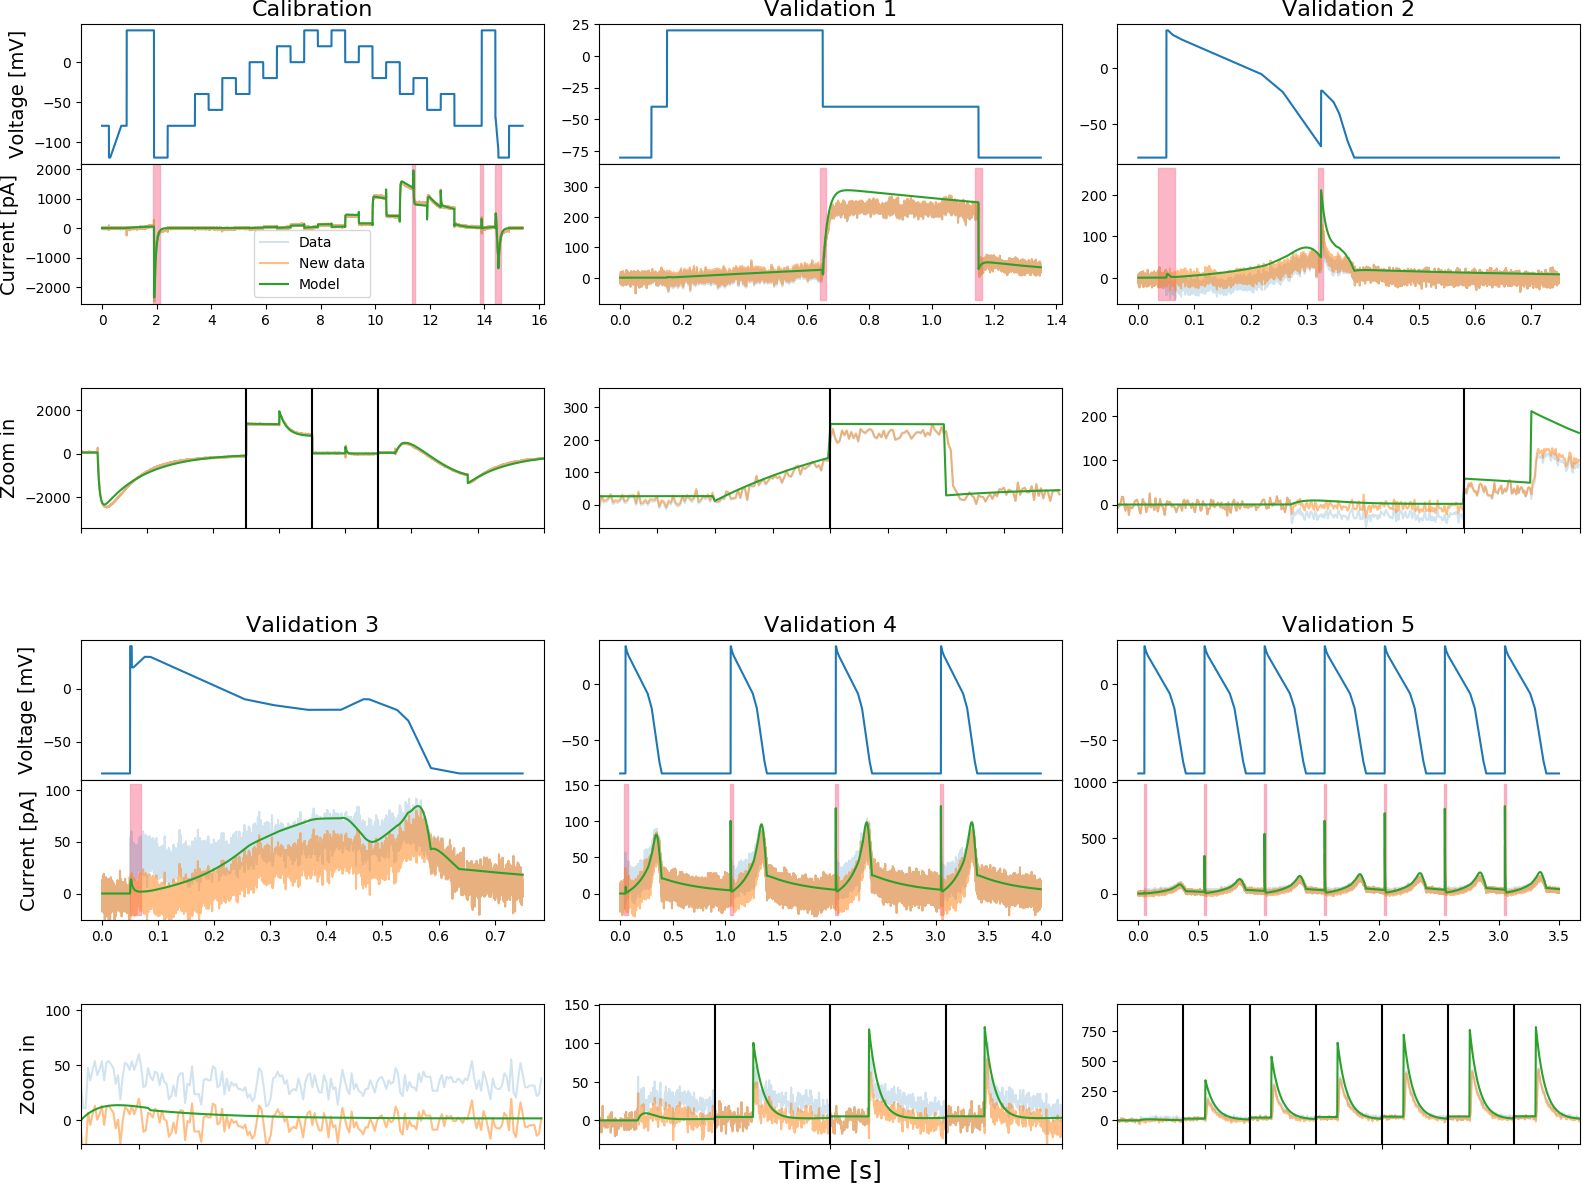 Calibration
Validation 1
Validation 2
Voltage [mV]
0
−50
−100
25
0
−25
−50
−75
0
−50
Current [pA]
2000
1000
0
−1000
−2000
Data
New data
Model
300
200
100
0
200
100
0
0 2 4 6 8 10 12 14 16
0.0 0.2 0.4 0.6 0.8 1.0 1.2 1.4
0.0 0.1 0.2 0.3 0.4 0.5 0.6 0.7
Zoom in
2000
0
−2000
300
200
100
0
200
100
0
Validation 3
Validation 4
Validation 5
Voltage [mV]
0
−50
0
−50
0
−50
Current [pA]
100
50
0
150
100
50
0
1000
500
0
0.0 0.1 0.2 0.3 0.4 0.5 0.6 0.7
0.0 0.5 1.0 1.5 2.0 2.5 3.0 3.5 4.0
0.0 0.5 1.0 1.5 2.0 2.5 3.0 3.5
Zoom in
100
50
0
150
100
50
0
750
500
250
0
Time [s]